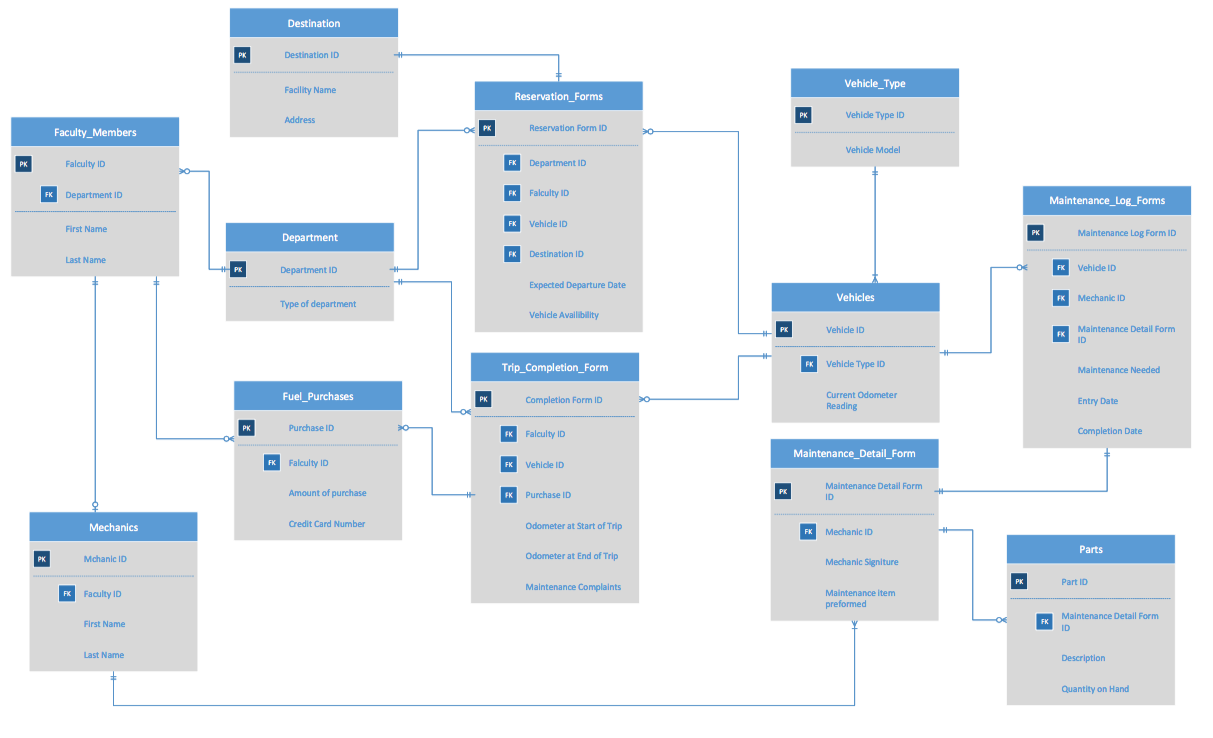 Destination
PK Destination ID
Facility Name
Address
Reservation_Forms
PK Reservation Form ID
FK Department ID
FK Falculty ID
FK Vehicle ID
FK Destination ID
Expected Departure Date
Vehicle Availibility
Vehicle_Type
PK Vehicle Type ID
Vehicle Model
Faculty_Members
PK Falculty ID
FK Department ID
First Name
Last Name
Department
PK Department ID
Type of department
Maintenance_Log_Forms
PK Maintenance Log Form ID
FK Vehicle ID
FK Mechanic ID
FK Maintenance Detail Form
ID
Maintenance Needed
Entry Date
Completion Date
Vehicles
PK Vehicle ID
FK Vehicle Type ID
Current Odometer
Reading
Trip_Completion_Form
PK Completion Form ID
FK Falculty ID
FK Vehicle ID
FK Purchase ID
Odometer at Start of Trip
Odometer at End of Trip
Maintenance Complaints
Fuel_Purchases
PK Purchase ID
FK Falculty ID
Amount of purchase
Credit Card Number
Maintenance_Detail_Form
PK Maintenance Detail Form
ID
FK Mechanic ID
Mechanic Signiture
Maintenance item
preformed
Mechanics
PK Mchanic ID
FK Faculty ID
First Name
Last Name
Parts
PK Part ID
FK Maintenance Detail Form
ID
Description
Quantity on Hand